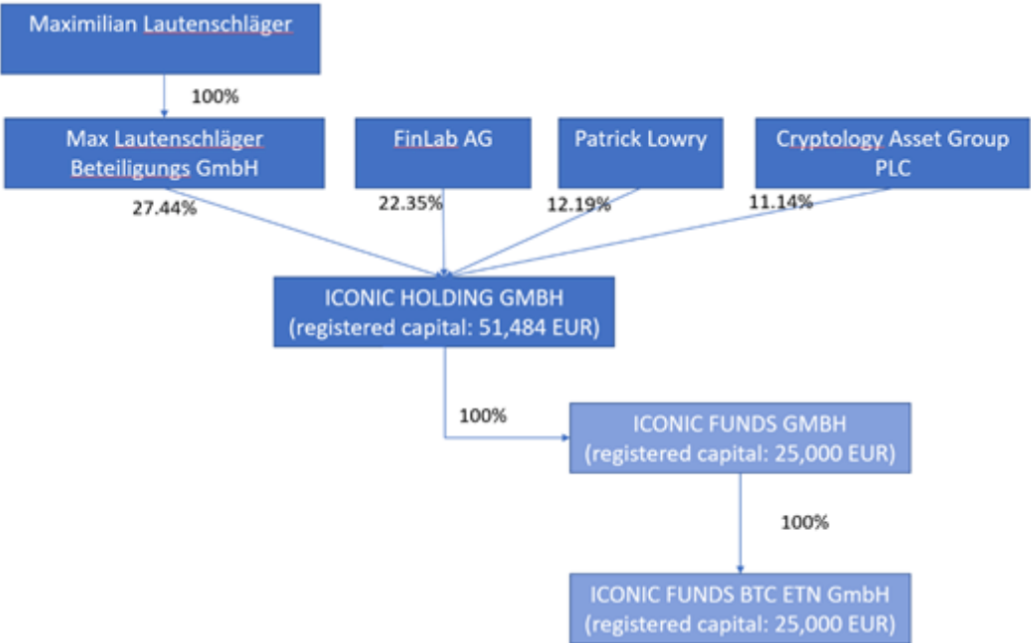 Maximilian Lautenschläger
100%
Max Lautenschläger
Beteiligungs GmbH
FinLab AG
Patrick Lowry
Cryptology Asset Group
PLC
27.44%
22.35%
12.19%
11.14%
ICONIC HOLDING GMBH
(registered capital: 51,484 EUR)
100%
ICONIC FUNDS GMBH
(registered capital: 25,000 EUR)
100%
ICONIC FUNDS BTC ETN GmbH
(registered capital: 25,000 EUR)